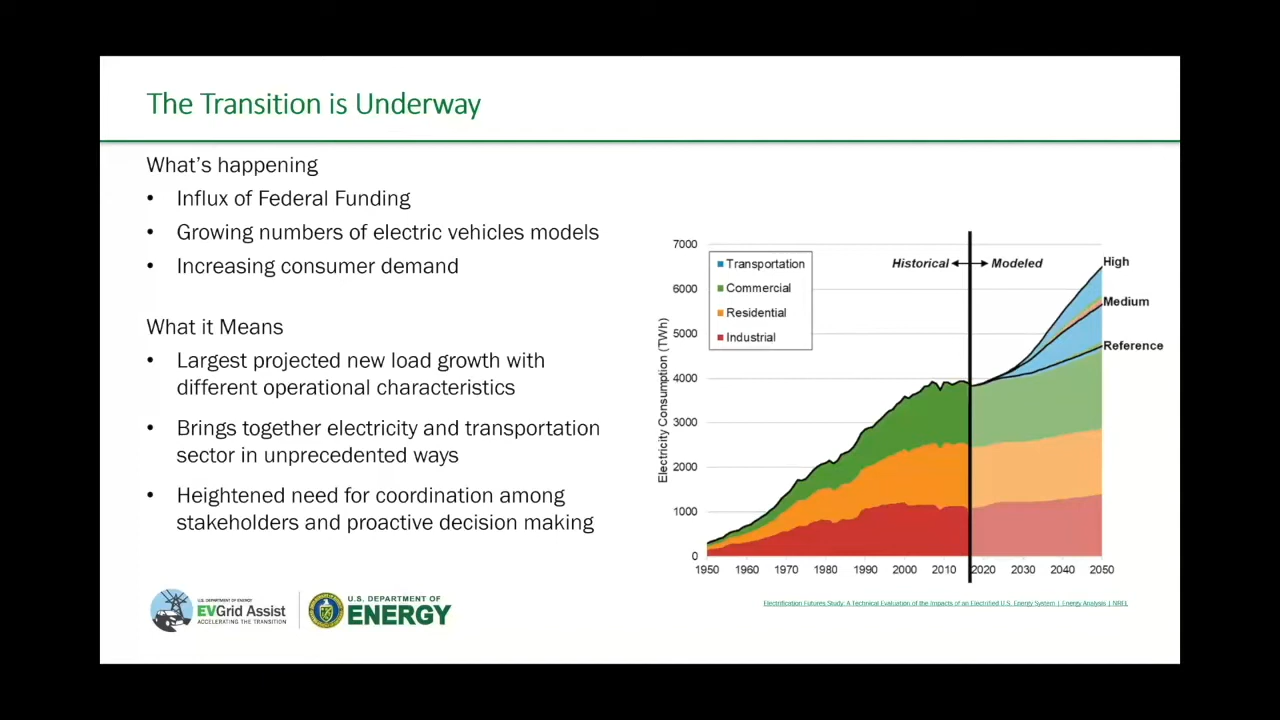 The Transition is Underway
What's happening
• Influx of Federal Funding
• Growing numbers of electric vehicles models
• Increasing consumer demand
What it Means
• Largest projected new load growth with
different operational characteristics
• Brings together electricity and transportation
sector in unprecedented ways
• Heightened need for coordination among
stakeholders and proactive decision making
Electricity Consumption (TWh)
7000
6000
5000
4000
3000
2000
1000
0
Transportation
Commercial
Residential
Industrial
Historical
Modeled
High
Medium
Reference
1950 1960 1970 1980 1990 2000 2010 2020 2030 2040 2050
Electrification Futures Study: A Technical Evaluation of the Impacts of an Electrified U.S. Energy System | Energy Analysis | NREL
U.S. DEPARTMENT OF ENERGY
EVGrid Assist
ACCELERATING THE TRANSITION
U.S. DEPARTMENT OF
ENERGY